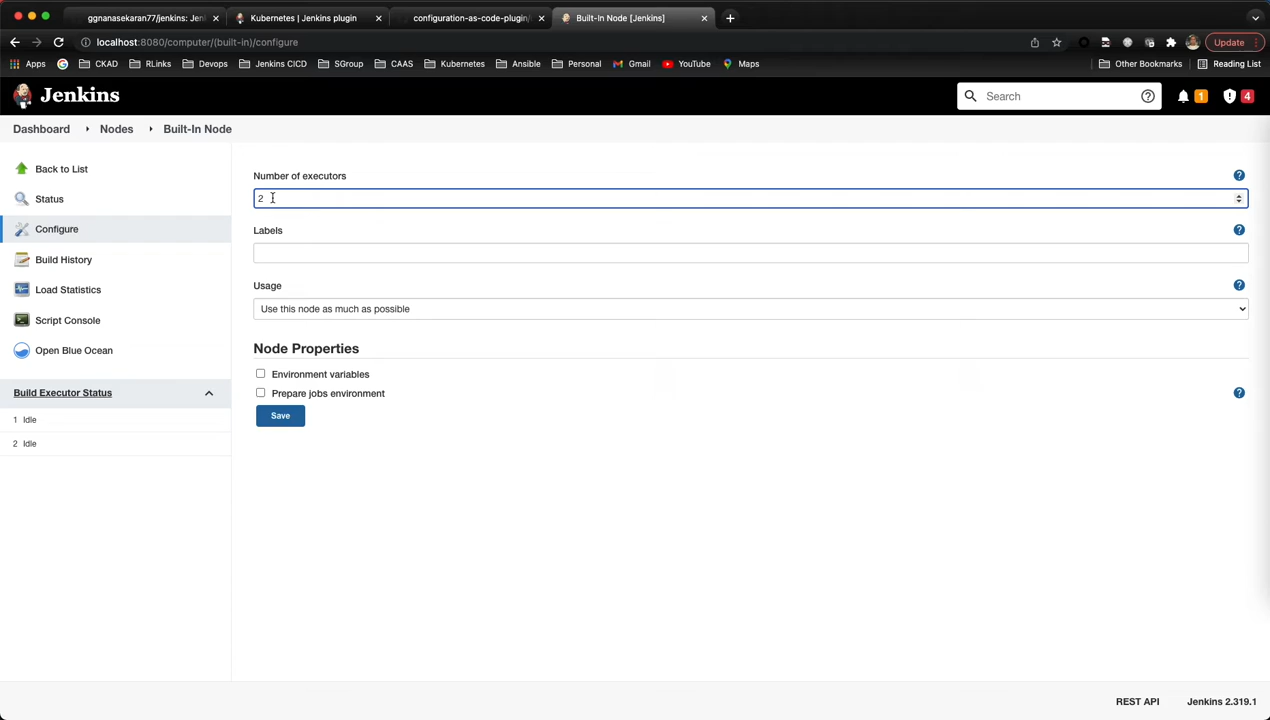 ggnanasekaran77/jenkins: Jeni
Kubernetes | Jenkins plugin
configuration-as-code-plugin/
Built-In Node [Jenkins]
localhost:8080/computer/(built-in)/configure
Update
Apps
CKAD
RLinks
Devops
Jenkins CICD
SGroup
CAAS
Kubernetes
Ansible
Personal
Gmail
YouTube
Maps
Other Bookmarks
Reading List
Jenkins
Search
1
4
Dashboard
Nodes
Built-In Node
Back to List
Status
Configure
Build History
Load Statistics
Script Console
Open Blue Ocean
Build Executor Status
1 Idle
2 Idle
Number of executors
2
Labels
Usage
Use this node as much as possible
Node Properties
Environment variables
Prepare jobs environment
Save
REST API
Jenkins 2.319.1